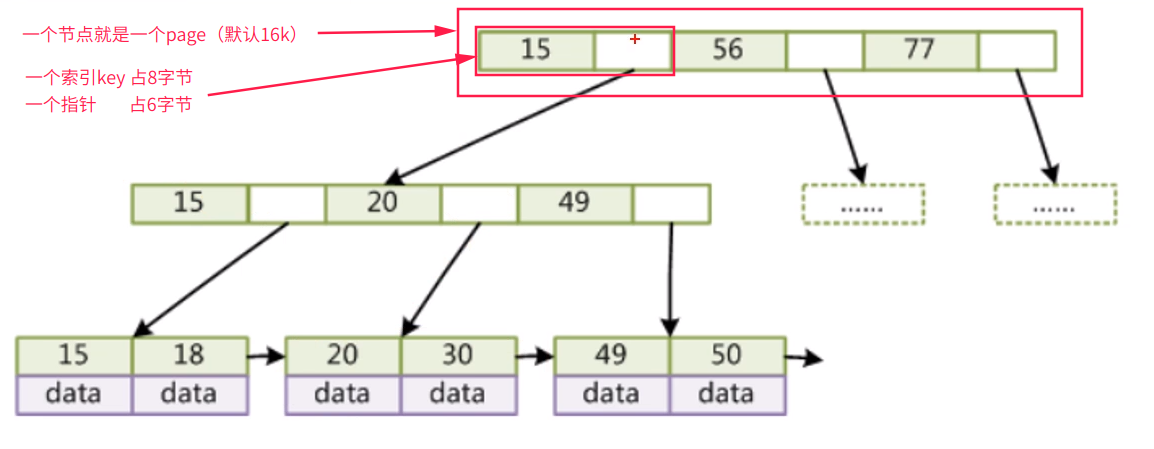 一个节点就是一个page（默认16k）
15 56 77
一个索引key 占8字节
一个指针 占6字节
15 20 49 ...... ......
15 18 20 30 49 50
data data data data data data